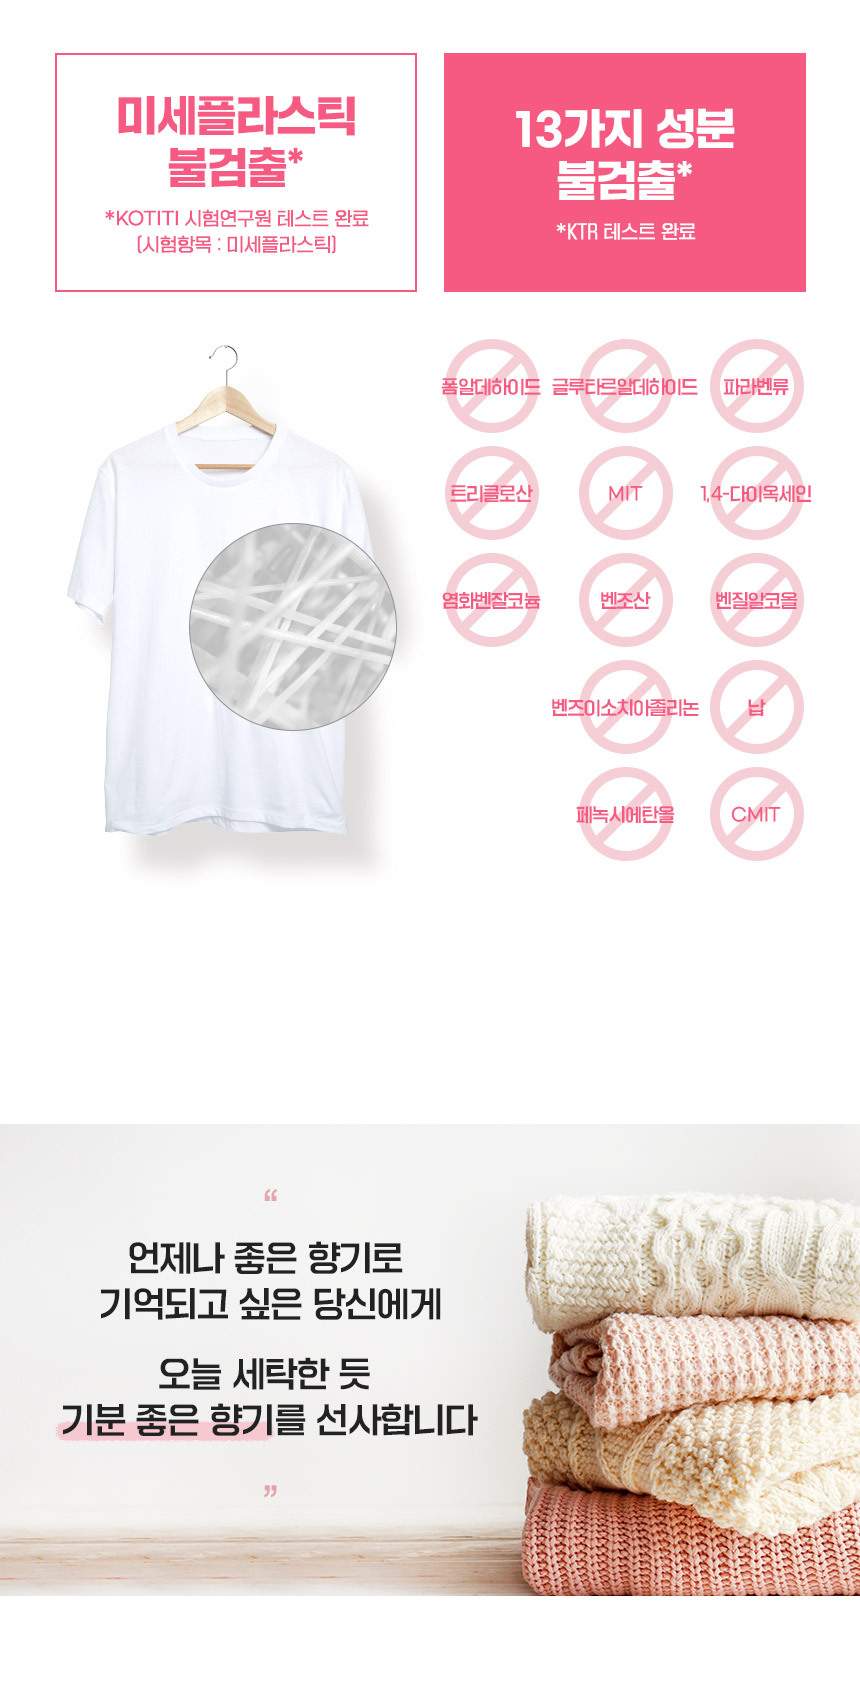 미세플라스틱
불검출*
*KOTITI 시험연구원 테스트 완료
(시험항목 : 미세플라스틱)
13가지 성분
불검출*
*KTR 테스트 완료
폼알데하이드 글루타르알데하이드 파라벤류
트리클로산 MIT 1,4-다이옥세인
염화벤잘코늄 벤조산 벤질알코올
벤즈이소치아졸리논 납
페녹시에탄올 CMIT
“
언제나 좋은 향기로
기억되고 싶은 당신에게
오늘 세탁한 듯
기분 좋은 향기를 선사합니다
”